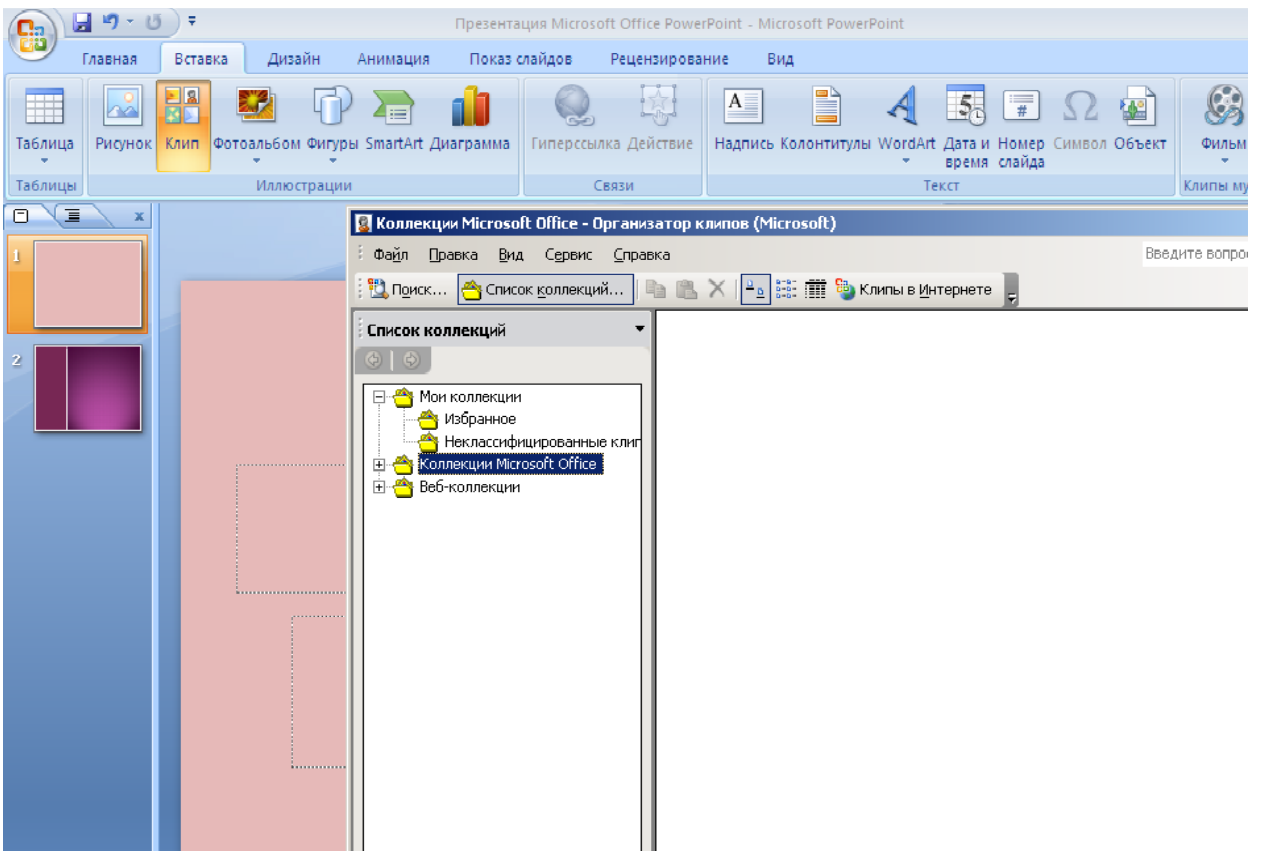 Презентация Microsoft Office PowerPoint - Microsoft PowerPoint
Главная Вставка Дизайн Анимация Показ слайдов Рецензирование Вид
Таблица Рисунок Клип Фотоальбом Фигуры SmartArt Диаграмма Гиперссылка Действие Надпись Колонтитулы WordArt Дата и время Номер слайда Символ Объект Фильм
Таблицы Иллюстрации Связи Текст Клипы му
Коллекции Microsoft Office - Организатор клипов (Microsoft)
Файл Правка Вид Сервис Справка Введите вопро
Поиск... Список коллекций... Клипы в Интернете
Список коллекций
1
Мои коллекции
Избранное
Неклассифицированные клип
Коллекции Microsoft Office
Веб-коллекции
2